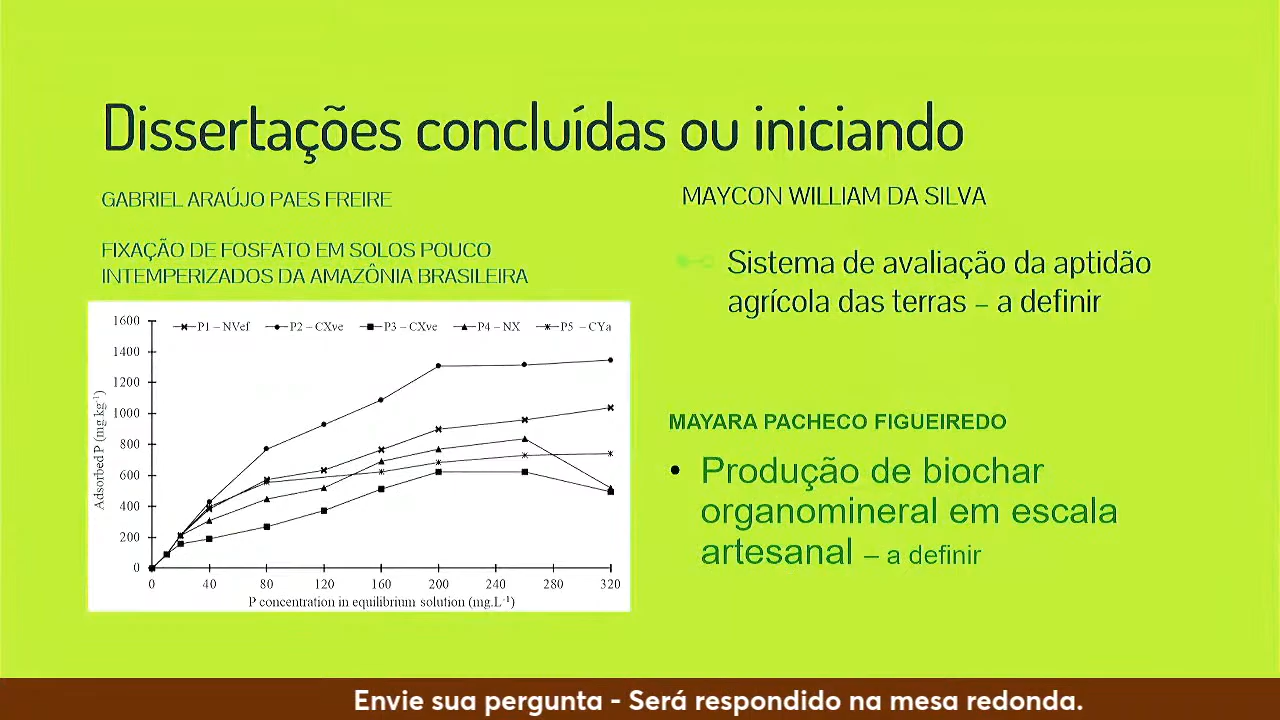 Dissertações concluídas ou iniciando
GABRIEL ARAÚJO PAES FREIRE
FIXAÇÃO DE FOSFATO EM SOLOS POUCO
INTEMPERIZADOS DA AMAZÔNIA BRASILEIRA
1600
1400
1200
1000
800
600
400
200
0
Adsorbed P (mg kg-1)
P1 – NVef P2 – CXve P3 – CXve P4 – NX P5 – CYa
0 40 80 120 160 200 240 280 320
P concentration in equilibrium solution (mg.L-1)
MAYCON WILLIAM DA SILVA
Sistema de avaliação da aptidão
agrícola das terras – a definir
MAYARA PACHECO FIGUEIREDO
• Produção de biochar
organomineral em escala
artesanal – a definir
Envie sua pergunta - Será respondido na mesa redonda.